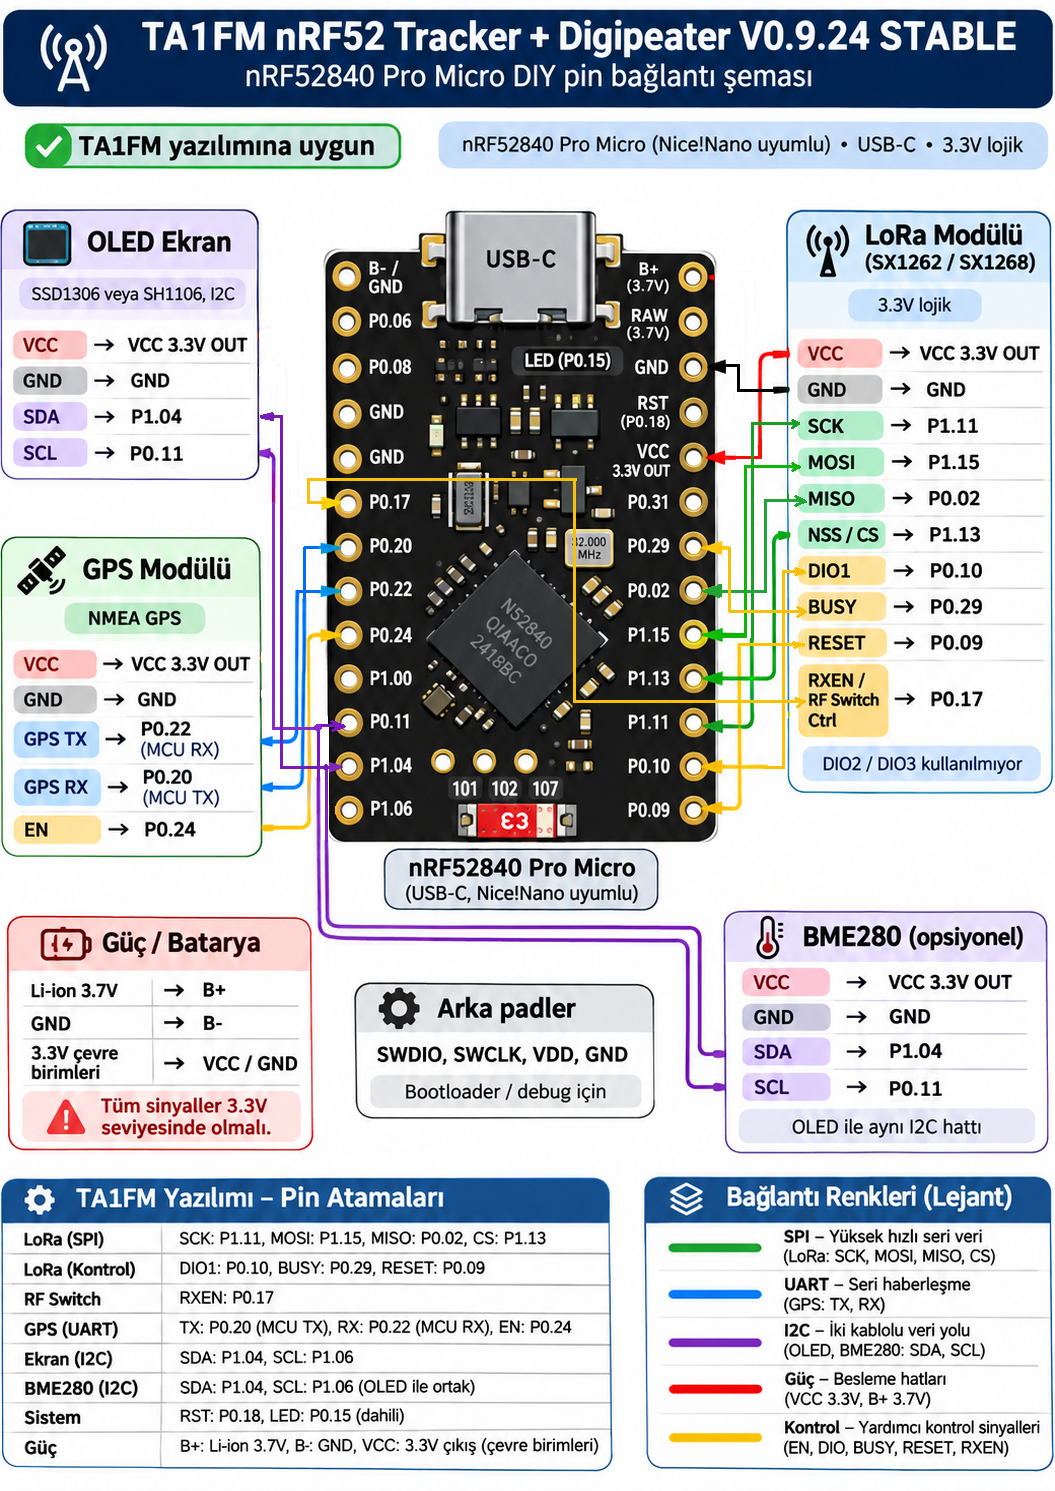 TA1FM nRF52 Tracker + Digipeater V0.9.24 STABLE
nRF52840 Pro Micro DIY pin bağlantı şeması
TA1FM yazılımına uygun
nRF52840 Pro Micro (Nice!Nano uyumlu) • USB-C • 3.3V lojik
OLED Ekran
SSD1306 veya SH1106, I2C
VCC → VCC 3.3V OUT
GND → GND
SDA → P1.04
SCL → P0.11
GPS Modülü
NMEA GPS
VCC → VCC 3.3V OUT
GND → GND
GPS TX → P0.22
(MCU RX)
GPS RX → P0.20
(MCU TX)
EN → P0.24
USB-C
LED (P0.15)
B- /
GND
P0.06
P0.08
GND
GND
P0.17
P0.20
P0.22
P0.24
P1.00
P0.11
P1.04
P1.06
B+
(3.7V)
RAW
(3.7V)
GND
RST
(P0.18)
VCC
3.3V OUT
P0.31
P0.29
P0.02
P1.15
P1.13
P1.11
P0.10
P0.09
32.000
MHz
N52840
QIAACO
2418BC
101 102 107
nRF52840 Pro Micro
(USB-C, Nice!Nano uyumlu)
LoRa Modülü
(SX1262 / SX1268)
3.3V lojik
VCC → VCC 3.3V OUT
GND → GND
SCK → P1.11
MOSI → P1.15
MISO → P0.02
NSS / CS → P1.13
DIO1 → P0.10
BUSY → P0.29
RESET → P0.09
RXEN /
RF Switch → P0.17
Ctrl
DIO2 / DIO3 kullanılmıyor
Güç / Batarya
Li-ion 3.7V → B+
GND → B-
3.3V çevre
birimleri → VCC / GND
Tüm sinyaller 3.3V
seviyesinde olmalı.
Arka padler
SWDIO, SWCLK, VDD, GND
Bootloader / debug için
BME280 (opsiyonel)
VCC → VCC 3.3V OUT
GND → GND
SDA → P1.04
SCL → P0.11
OLED ile aynı I2C hattı
TA1FM Yazılımı – Pin Atamaları
LoRa (SPI) SCK: P1.11, MOSI: P1.15, MISO: P0.02, CS: P1.13
LoRa (Kontrol) DIO1: P0.10, BUSY: P0.29, RESET: P0.09
RF Switch RXEN: P0.17
GPS (UART) TX: P0.20 (MCU TX), RX: P0.22 (MCU RX), EN: P0.24
Ekran (I2C) SDA: P1.04, SCL: P1.06
BME280 (I2C) SDA: P1.04, SCL: P1.06 (OLED ile ortak)
Sistem RST: P0.18, LED: P0.15 (dahili)
Güç B+: Li-ion 3.7V, B-: GND, VCC: 3.3V çıkış (çevre birimleri)
Bağlantı Renkleri (Lejant)
SPI – Yüksek hızlı seri veri
(LoRa: SCK, MOSI, MISO, CS)
UART – Seri haberleşme
(GPS: TX, RX)
I2C – İki kablolu veri yolu
(OLED, BME280: SDA, SCL)
Güç – Besleme hatları
(VCC 3.3V, B+ 3.7V)
Kontrol – Yardımcı kontrol sinyalleri
(EN, DIO, BUSY, RESET, RXEN)